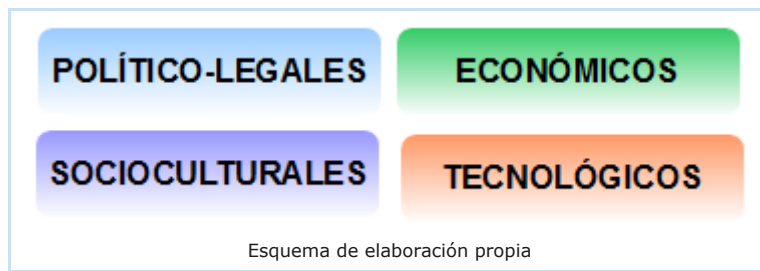 POLÍTICO-LEGALES
ECONÓMICOS
SOCIOCULTURALES
TECNOLÓGICOS
Esquema de elaboración propia